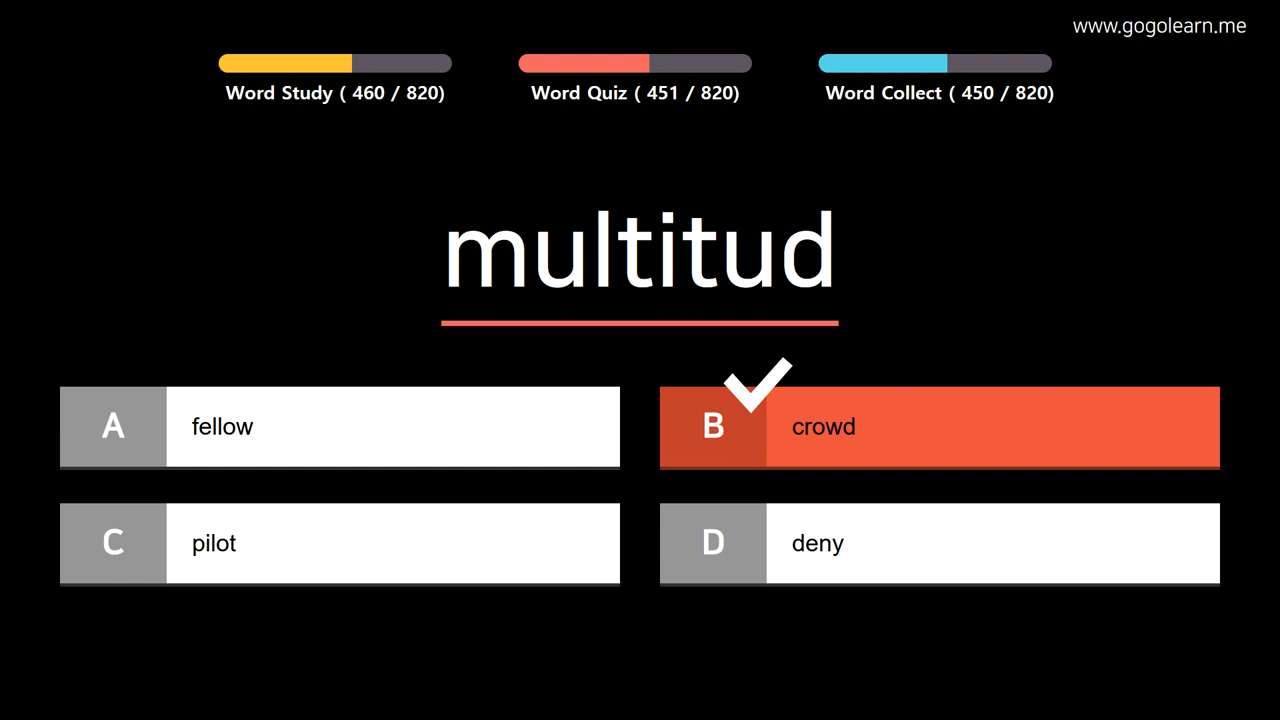 www.gogolearn.me
Word Study ( 460 / 820)
Word Quiz ( 451 / 820)
Word Collect ( 450 / 820)
multitud
A fellow
B crowd
C pilot
D deny